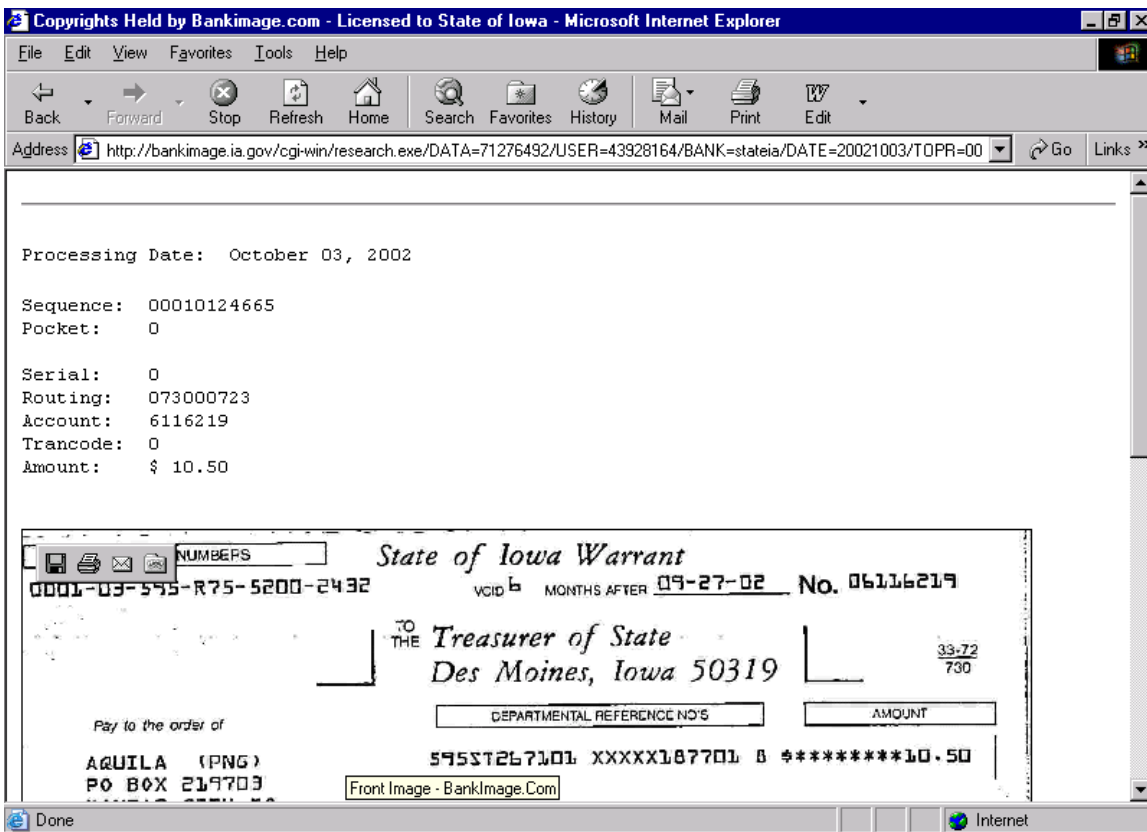 Copyrights Held by Bankimage.com - Licensed to State of Iowa - Microsoft Internet Explorer
File Edit View Favorites Tools Help
Back Forward Stop Refresh Home Search Favorites History Mail Print Edit
Address http://bankimage.ia.gov/cgi-win/research.exe/DATA=71276492/USER=43928164/BANK=stateia/DATE=20021003/TOPR=00 Go Links »
Processing Date: October 03, 2002
Sequence: 00010124665
Pocket: 0
Serial: 0
Routing: 073000723
Account: 6116219
Trancode: 0
Amount: $ 10.50
NUMBERS State of Iowa Warrant
0001-03-595-R75-5200-2432 VOID 6 MONTHS AFTER 09-27-02 No. 06116219
TO THE Treasurer of State
Des Moines, Iowa 50319
33-72
730
Pay to the order of DEPARTMENTAL REFERENCE NO'S AMOUNT
AQUILA (PNG) 595ST267101 XXXXX187701 8 $*********10.50
PO BOX 219703
Front Image - BankImage.Com
Done Internet